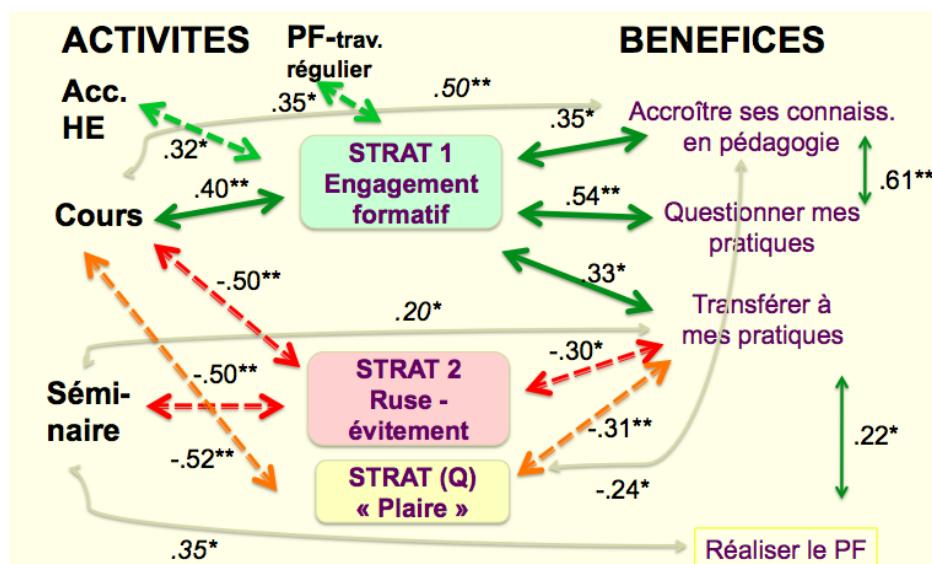 ACTIVITES
PF-trav.
régulier
BENEFICES
Acc.
HE
.35*
.50**
.32*
.35*
Accroître ses connaiss.
en pédagogie
STRAT 1
Engagement
formatif
.40**
.54**
.61**
Cours
Questionner mes
pratiques
-.50**
.33*
.20*
Transférer à
mes pratiques
-.50**
STRAT 2
Ruse -
évitement
-.30*
Sémi-
naire
-.31**
.22*
-.52**
STRAT (Q)
« Plaire »
-.24*
.35*
Réaliser le PF